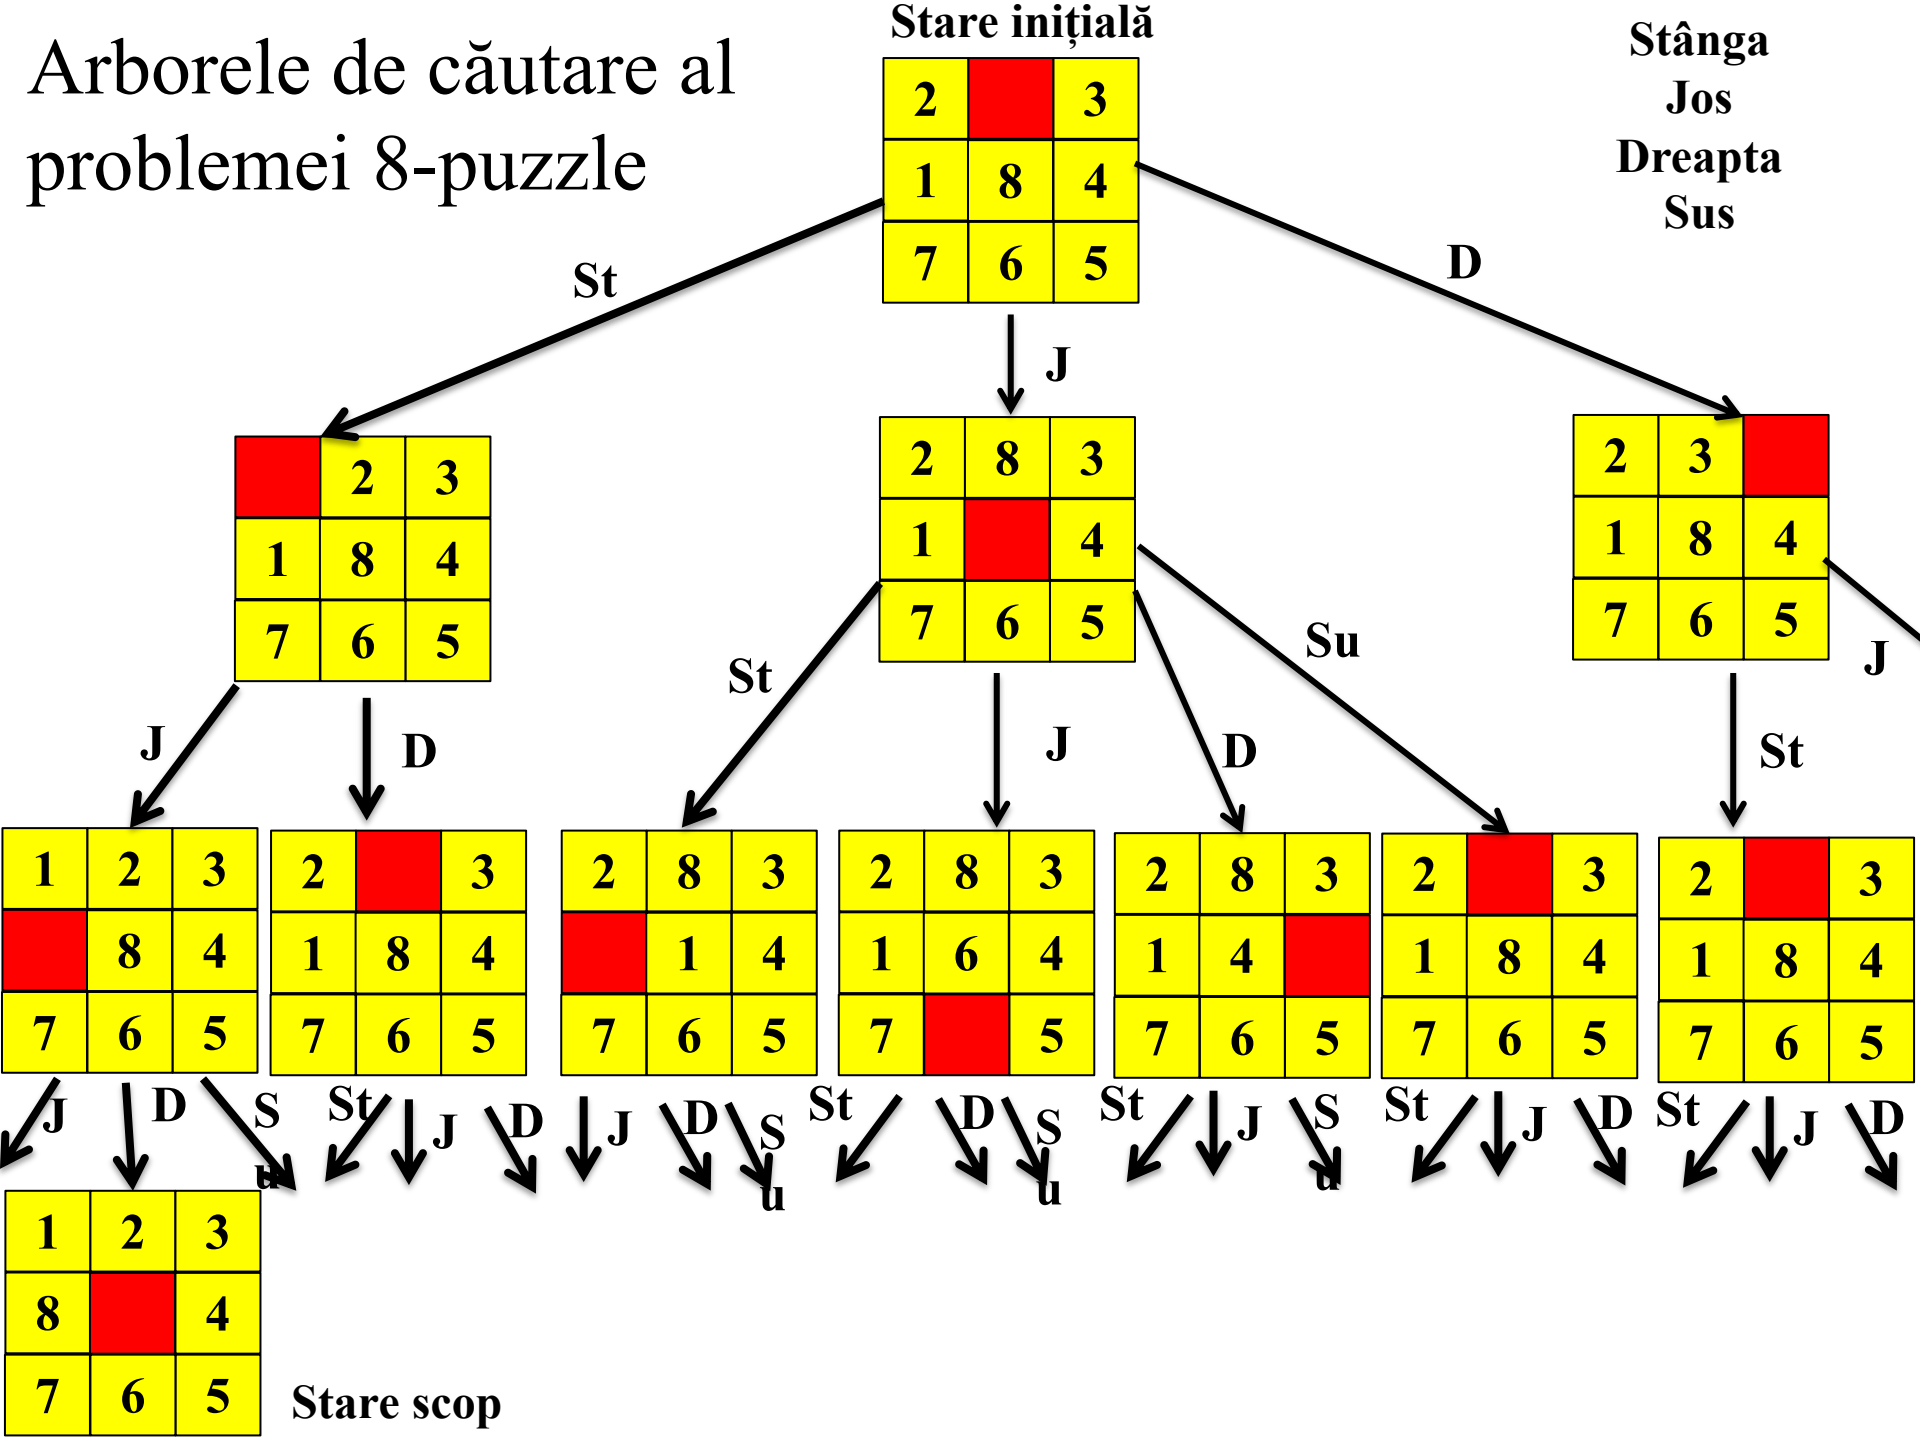 Arborele de căutare al
problemei 8-puzzle
Stare inițială
Stânga
Jos
Dreapta
Sus
2 3
1 8 4
7 6 5
St
J
D
2 3
1 8 4
7 6 5
2 8 3
1 4
7 6 5
2 3
1 8 4
7 6 5
J
D
St
J
D
Su
St
J
1 2 3
8 4
7 6 5
2 3
1 8 4
7 6 5
2 8 3
1 4
7 6 5
2 8 3
1 6 4
7 5
2 8 3
1 4
7 6 5
2 3
1 8 4
7 6 5
2 3
1 8 4
7 6 5
J D S
u
St J D
J D S
u
St D S
u
St J S
u
St J D
St J D
1 2 3
8 4
7 6 5
Stare scop